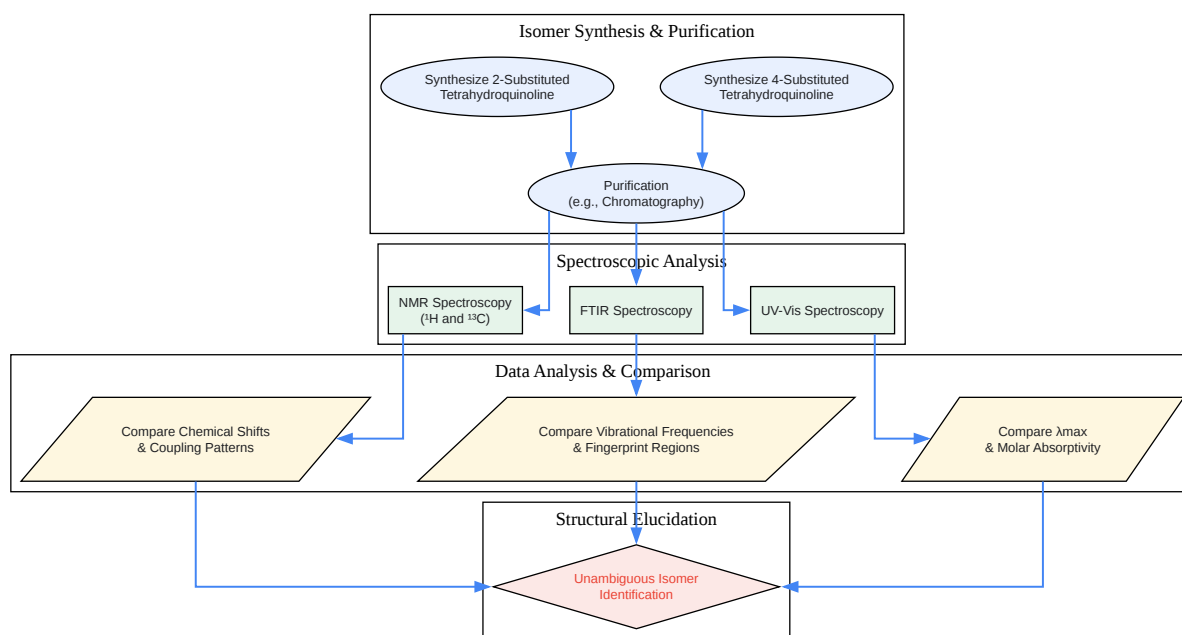 Isomer Synthesis & Purification
Synthesize 2-Substituted
Tetrahydroquinoline
Synthesize 4-Substituted
Tetrahydroquinoline
Purification
(e.g., Chromatography)
Spectroscopic Analysis
NMR Spectroscopy
(¹H and ¹³C)
FTIR Spectroscopy
UV-Vis Spectroscopy
Data Analysis & Comparison
Compare Chemical Shifts
& Coupling Patterns
Compare Vibrational Frequencies
& Fingerprint Regions
Compare λmax
& Molar Absorptivity
Structural Elucidation
Unambiguous Isomer
Identification